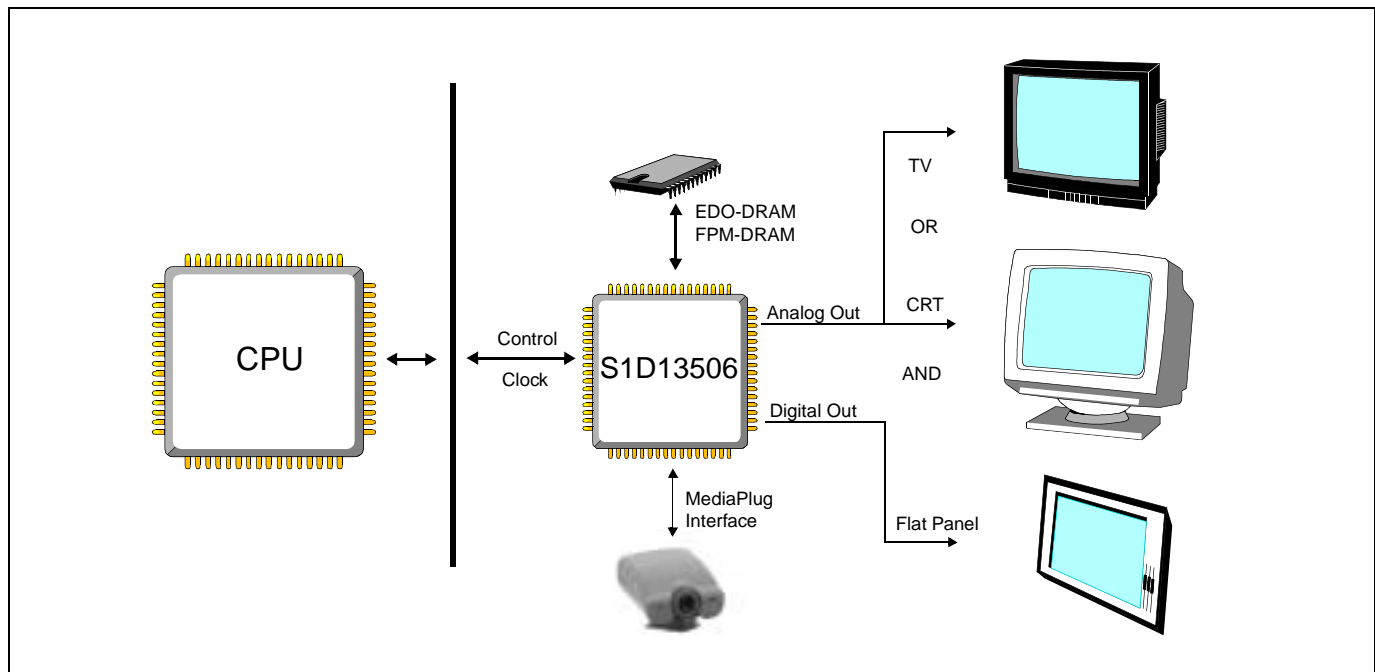 TV
EDO-DRAM
FPM-DRAM
OR
CPU
Control
Clock
S1D13506
Analog Out
CRT
AND
Digital Out
MediaPlug
Interface
Flat Panel